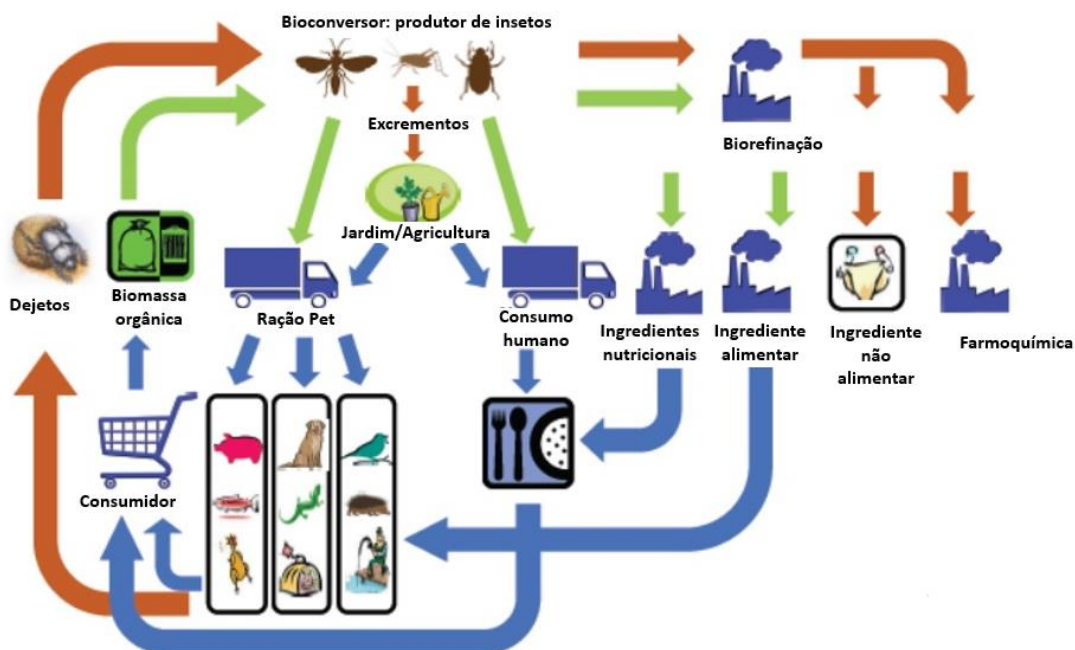 Bioconversor: produtor de insetos
Excrementos
Biorefinação
Jardim/Agricultura
Dejetos
Biomassa
orgânica
Ração Pet
Consumo
humano
Ingredientes
nutricionais
Ingrediente
alimentar
Ingrediente
não
alimentar
Farmoquímica
Consumidor